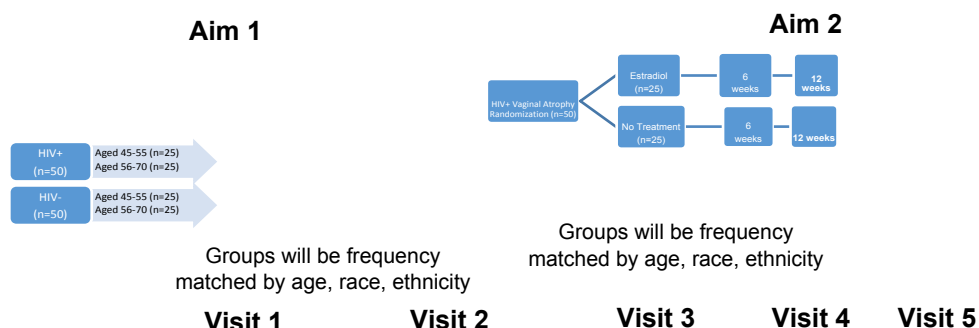 Aim 1
HIV+
(n=50)
Aged 45-55 (n=25)
Aged 56-70 (n=25)
HIV-
(n=50)
Aged 45-55 (n=25)
Aged 56-70 (n=25)
Groups will be frequency
matched by age, race, ethnicity
Aim 2
HIV+ Vaginal Atrophy
Randomization (n=50)
Estradiol
(n=25)
6
weeks
12
weeks
No Treatment
(n=25)
6
weeks
12 weeks
Groups will be frequency
matched by age, race, ethnicity
Visit 1
Visit 2
Visit 3
Visit 4
Visit 5